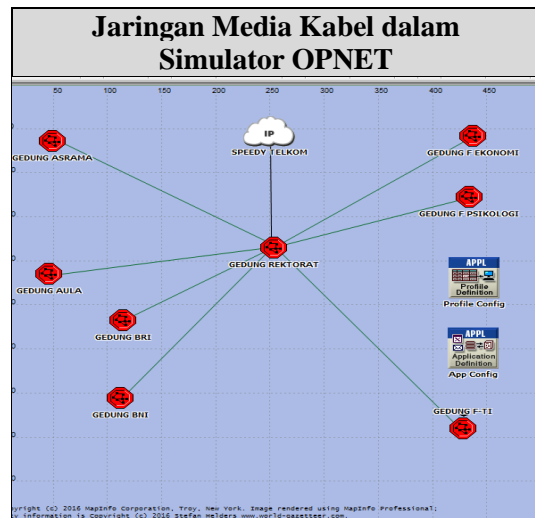 Jaringan Media Kabel dalam
Simulator OPNET
50 100 150 200 250 300 350 400 450
IP
SPEEDY TELKOM
GEDUNG ASRAMA
GEDUNG F EKONOMI
GEDUNG F PSIKOLOGI
GEDUNG REKTORAT
GEDUNG AULA
APPL
Profile
Definition
Profile Config
GEDUNG BRI
APPL
Application
Definition
App Config
GEDUNG BNI
GEDUNG F-TI
yright (c) 2016 MapInfo Corporation, Troy, New York. Image rendered using MapInfo Professional;
y information is Copyright (c) 2016 Stefan Helders www.world-gazetteer.com.